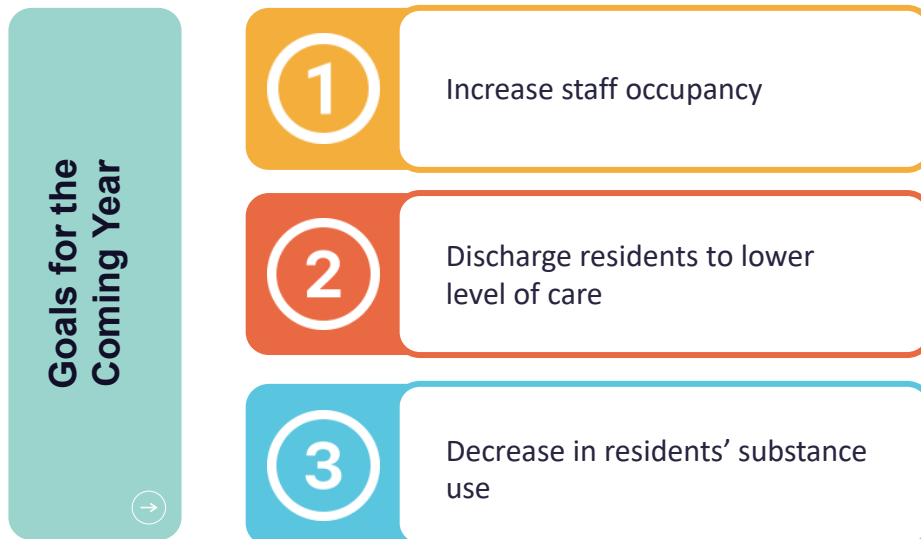 Goals for the
Coming Year
1
Increase staff occupancy
2
Discharge residents to lower
level of care
3
Decrease in residents’ substance
use